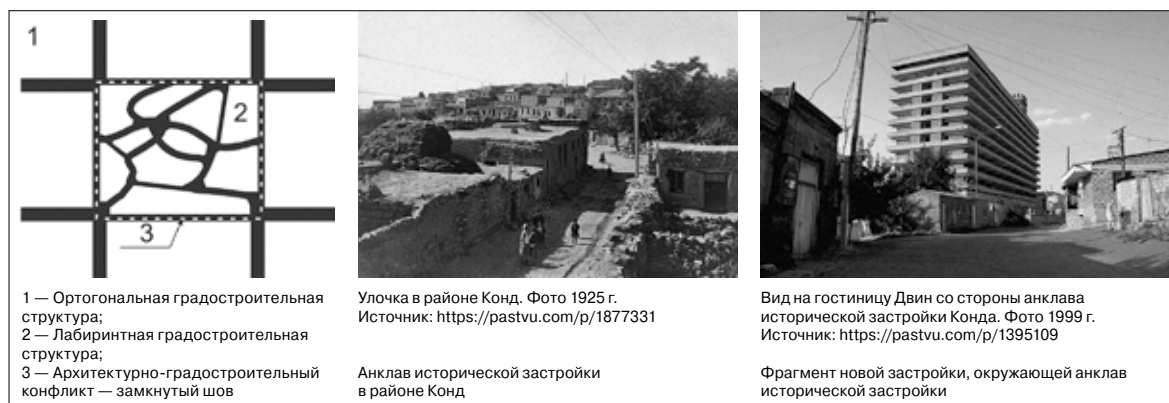 1
2
3
1 — Ортогональная градостроительная
структура;
2 — Лабиринтная градостроительная
структура;
3 — Архитектурно-градостроительный
конфликт — замкнутый шов
Улочка в районе Конд. Фото 1925 г.
Источник: https://pastvu.com/p/1877331
Анклав исторической застройки
в районе Конд
Вид на гостиницу Двин со стороны анклава
исторической застройки Конда. Фото 1999 г.
Источник: https://pastvu.com/p/1395109
Фрагмент новой застройки, окружающей анклав
исторической застройки